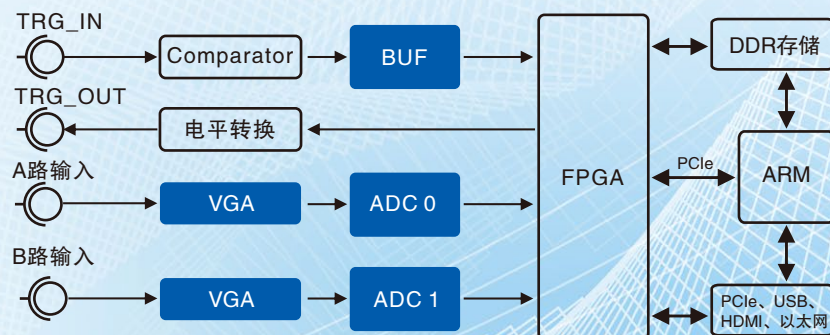 TRG_IN
Comparator
BUF
DDR存储
TRG_OUT
电平转换
A路输入
VGA
ADC 0
FPGA
PCIe
ARM
B路输入
VGA
ADC 1
PCIe、USB、
HDMI、以太网